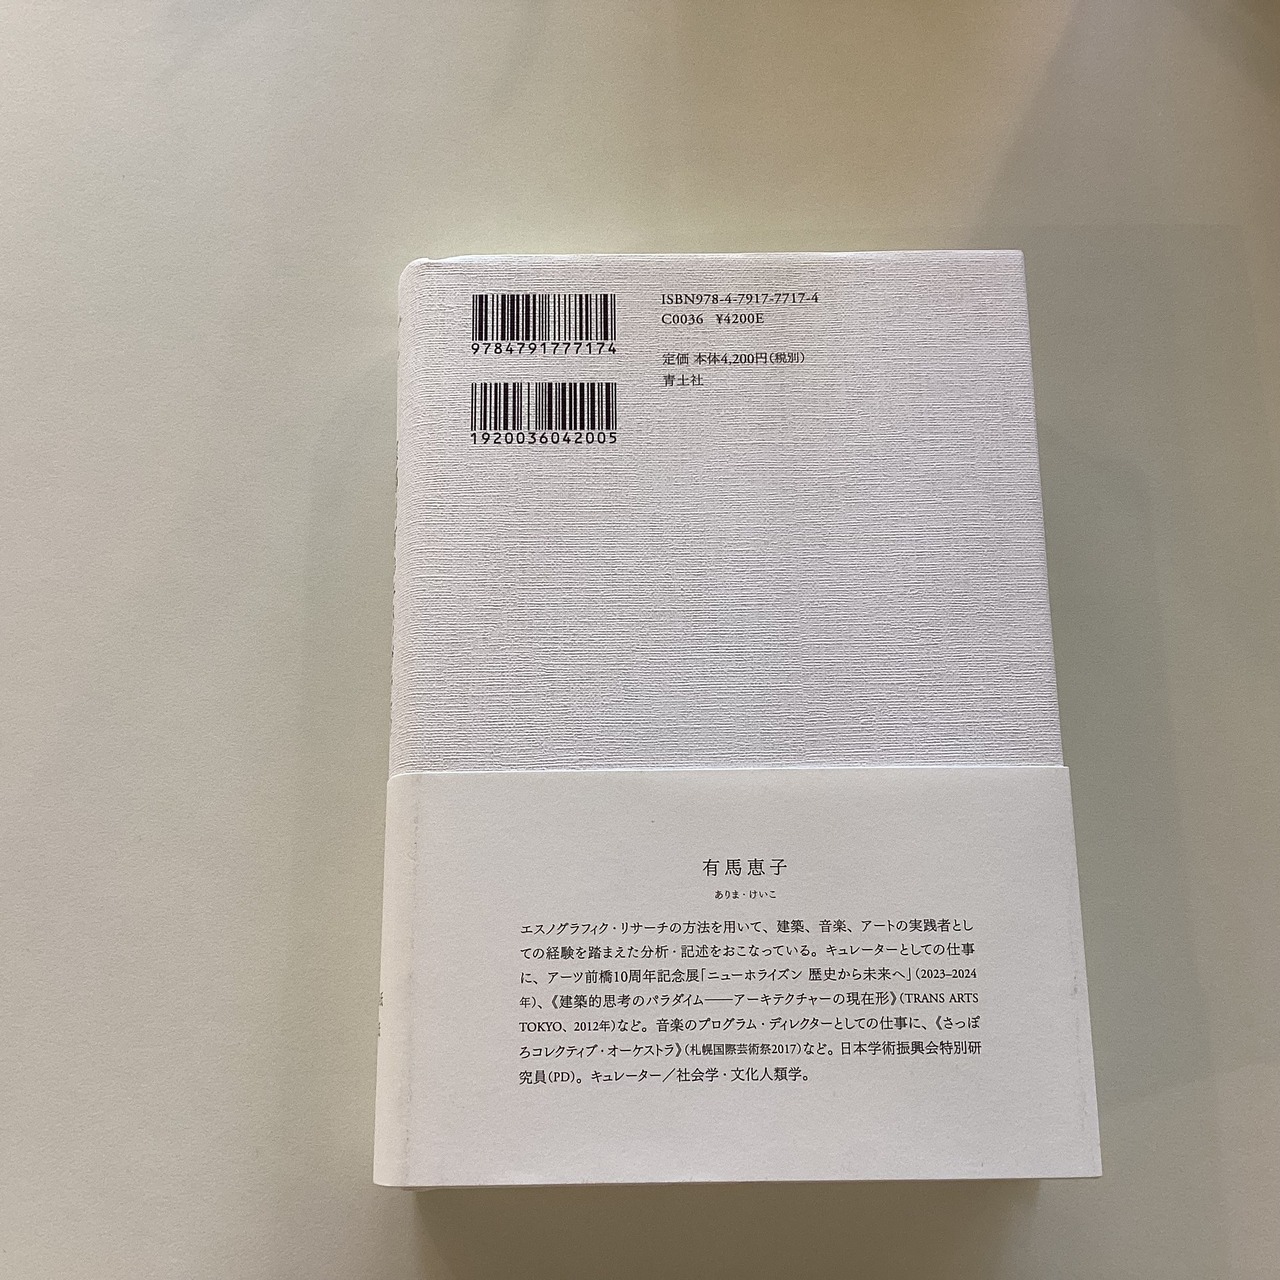 9784791777174
1920036042005
ISBN978-4-7917-7717-4
C0036 ¥4200E
定価 本体4,200円（税別）
青土社
有馬恵子
ありま・けいこ
エスノグラフィク・リサーチの方法を用いて、建築、音楽、アートの実践者とし
ての経験を踏まえた分析・記述をおこなっている。キュレーターとしての仕事
に、アーツ前橋10周年記念展「ニューホライズン 歴史から未来へ」（2023–2024
年）、《建築的思考のパラダイム――アーキテクチャーの現在形》（TRANS ARTS
TOKYO、2012年）など。音楽のプログラム・ディレクターとしての仕事に、《さっぽ
ろコレクティブ・オーケストラ》（札幌国際芸術祭2017）など。日本学術振興会特別研
究員（PD）。キュレーター／社会学・文化人類学。